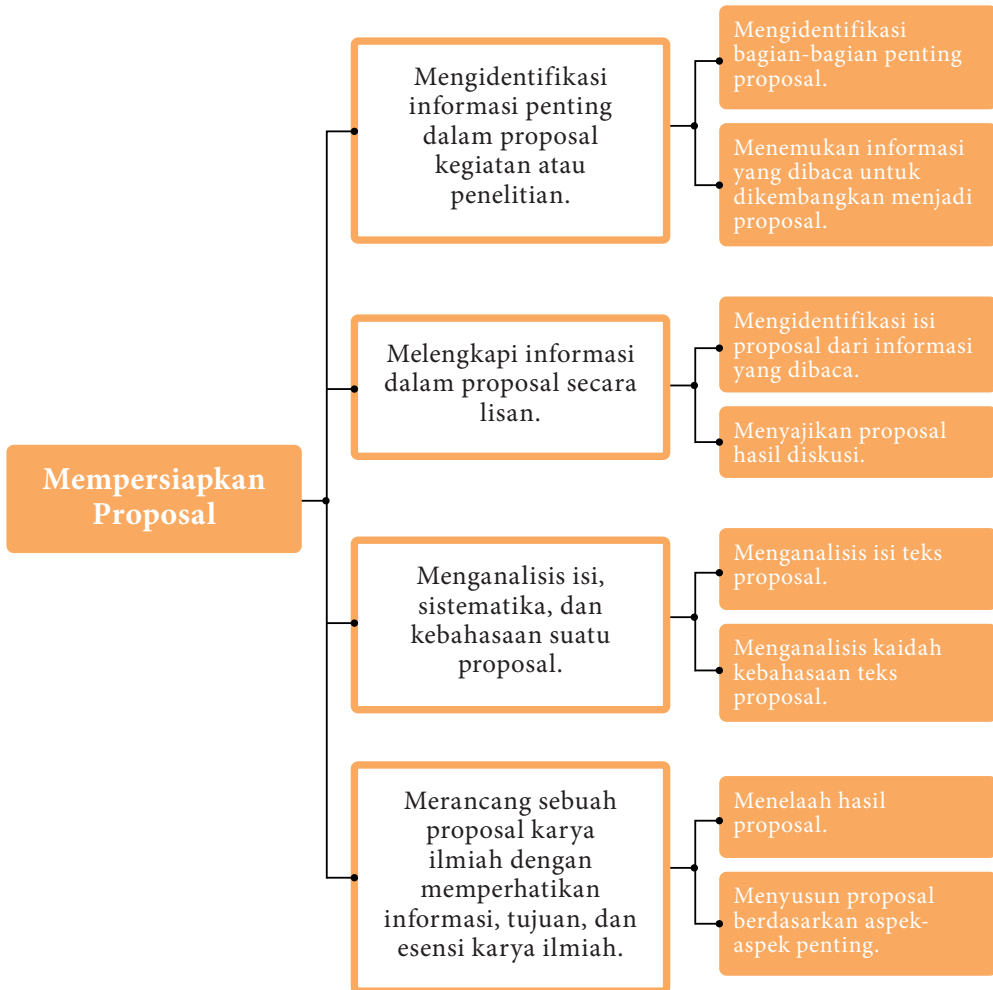 Mempersiapkan
Proposal
Mengidentifikasi
informasi penting
dalam proposal
kegiatan atau
penelitian.
Mengidentifikasi
bagian-bagian penting
proposal.
Menemukan informasi
yang dibaca untuk
dikembangkan menjadi
proposal.
Melengkapi informasi
dalam proposal secara
lisan.
Mengidentifikasi isi
proposal dari informasi
yang dibaca.
Menyajikan proposal
hasil diskusi.
Menganalisis isi,
sistematika, dan
kebahasaan suatu
proposal.
Menganalisis isi teks
proposal.
Menganalisis kaidah
kebahasaan teks
proposal.
Merancang sebuah
proposal karya
ilmiah dengan
memperhatikan
informasi, tujuan, dan
esensi karya ilmiah.
Menelaah hasil
proposal.
Menyusun proposal
berdasarkan aspek-
aspek penting.